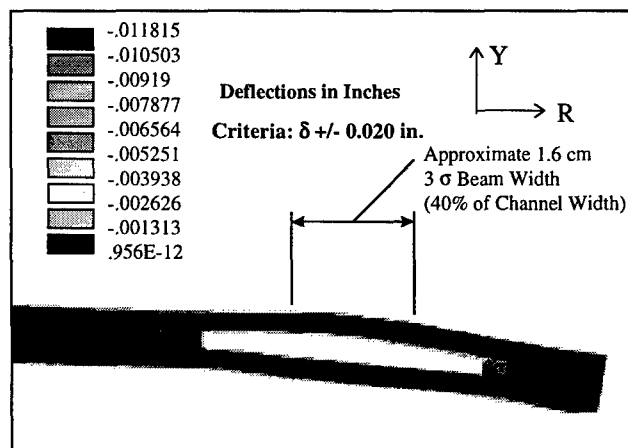 -.011815
-.010503
-.00919
-.007877
-.006564
-.005251
-.003938
-.002626
-.001313
.956E-12
Deflections in Inches
Criteria: δ +/- 0.020 in.
Y
R
Approximate 1.6 cm
3 σ Beam Width
(40% of Channel Width)